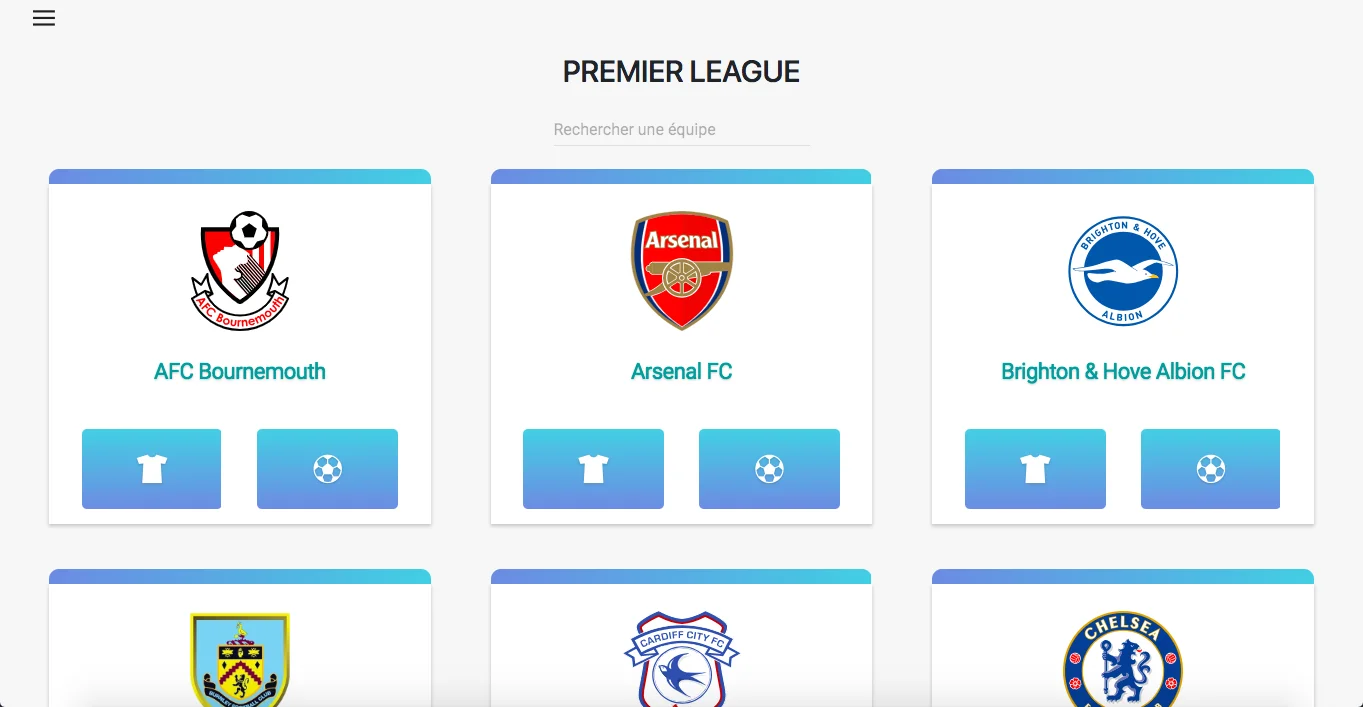 PREMIER LEAGUE
Rechercher une équipe
AFC Bournemouth
Arsenal
BRIGHTON & HOVE
ALBION
AFC Bournemouth
Arsenal FC
Brighton & Hove Albion FC
CARDIFF CITY FC
CHELSEA
BURNLEY FOOTBALL CLUB